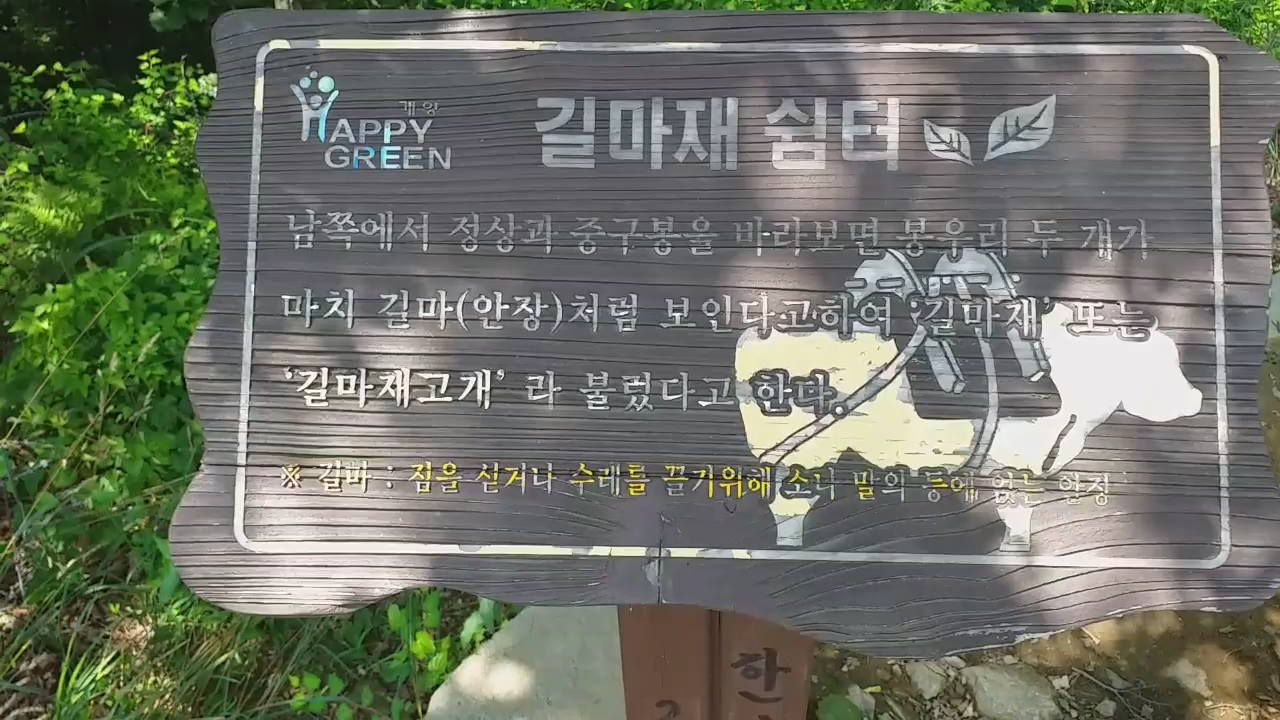 계양
HAPPY
GREEN
길마재 쉼터
남쪽에서 정상과 중구봉을 바라보면 봉우리 두 개가
마치 길마(안장)처럼 보인다고하여 '길마재' 또는
'길마재고개' 라 불렀다고 한다.
※ 길마 : 짐을 싣거나 수레를 끌기위해 소나 말의 등에 얹는 안장
한